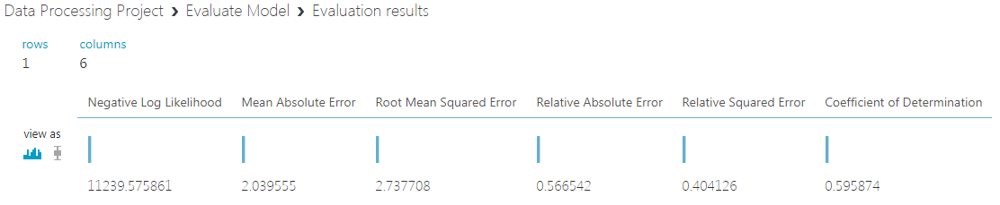 Data Processing Project › Evaluate Model › Evaluation results
rows columns
1 6
Negative Log Likelihood Mean Absolute Error Root Mean Squared Error Relative Absolute Error Relative Squared Error Coefficient of Determination
view as
11239.575861 2.039555 2.737708 0.566542 0.404126 0.595874